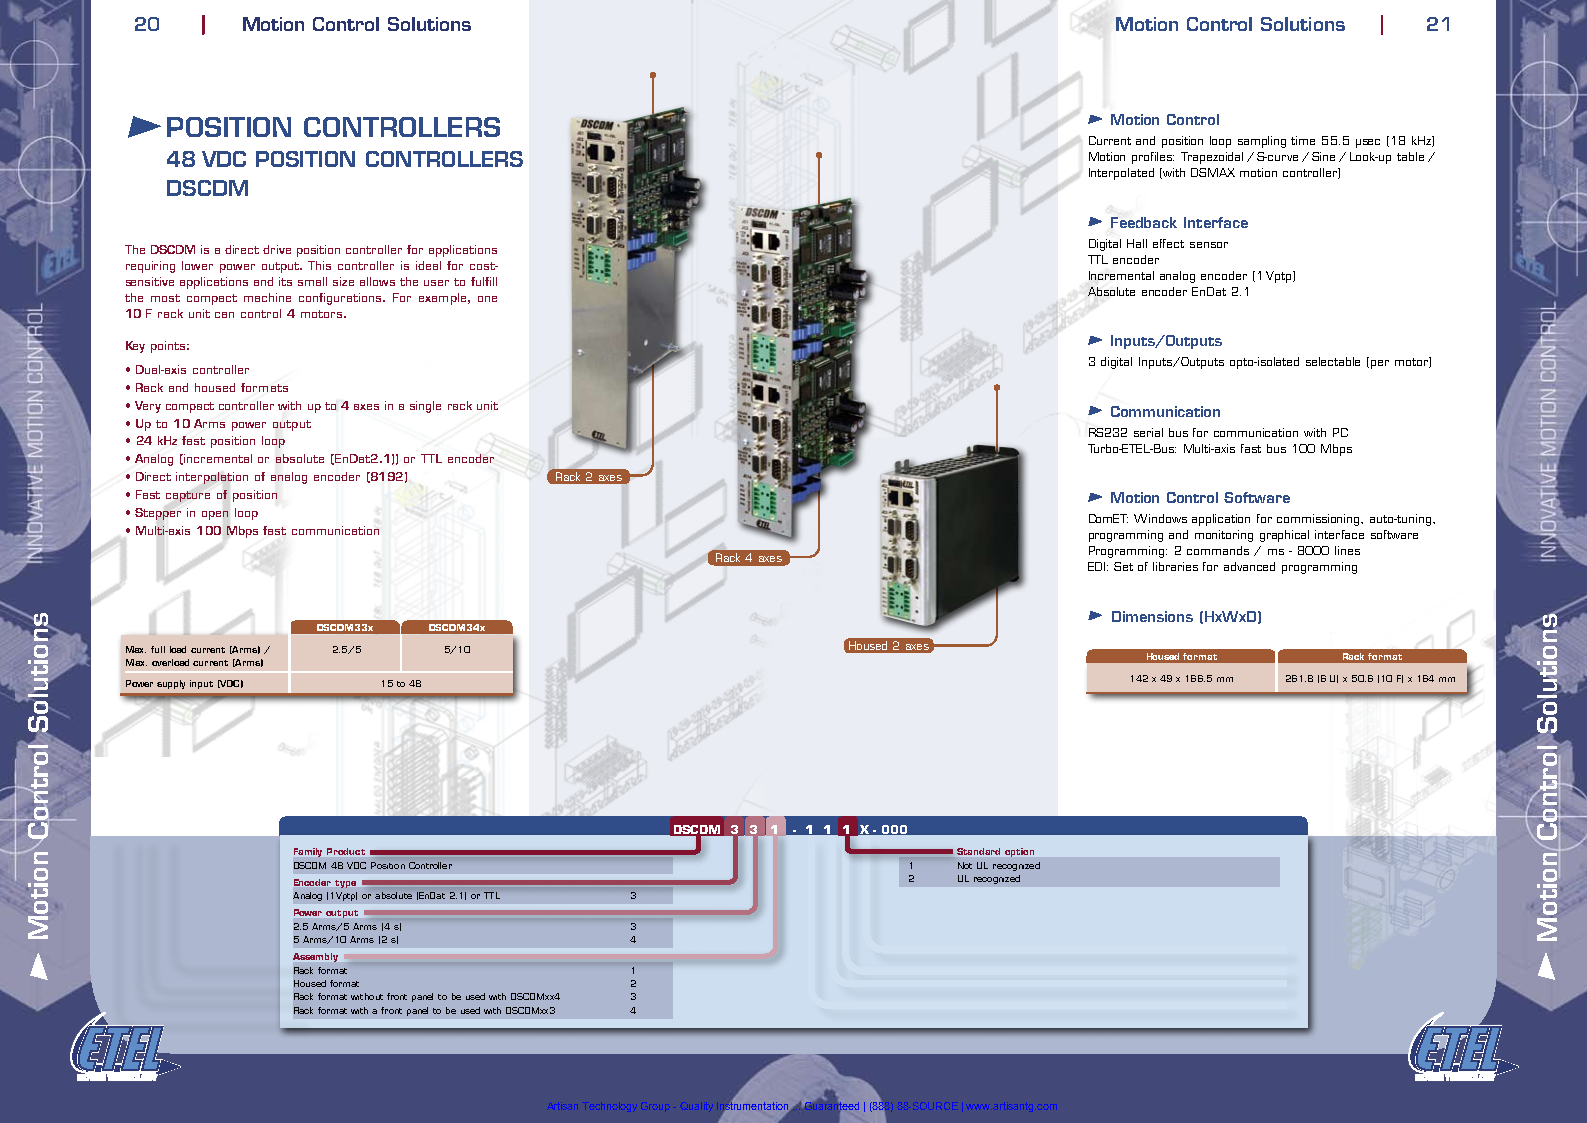 20 | Motion Control Solutions
POSITION CONTROLLERS
48 VDC POSITION CONTROLLERS
DSCDM
The DSCDM is a direct drive position controller for applications
requiring lower power output. This controller is ideal for cost-
sensitive applications and its small size allows the user to fulfill
the most compact machine configurations. For example, one
10 F rack unit can control 4 motors.
Key points:
• Dual-axis controller
• Rack and housed formats
• Very compact controller with up to 4 axes in a single rack unit
• Up to 10 Arms power output
• 24 kHz fast position loop
• Analog (incremental or absolute (EnDat2.1)) or TTL encoder
• Direct interpolation of analog encoder (8192)
• Fast capture of position
• Stepper in open loop
• Multi-axis 100 Mbps fast communication
DSCDM33x DSCDM34x
Max. full load current (Arms) /
Max. overload current (Arms)
2.5/5 5/10
Power supply input (VDC) 15 to 48
DSCDM
DSCDM
ETEL
ETEL
Rack 2 axes
Rack 4 axes
Housed 2 axes
Motion Control Solutions | 21
Motion Control
Current and position loop sampling time 55.5 µsec (18 kHz)
Motion profiles: Trapezoidal / S-curve / Sine / Look-up table /
Interpolated (with DSMAX motion controller)
Feedback Interface
Digital Hall effect sensor
TTL encoder
Incremental analog encoder (1Vptp)
Absolute encoder EnDat 2.1
Inputs/Outputs
3 digital Inputs/Outputs opto-isolated selectable (per motor)
Communication
RS232 serial bus for communication with PC
Turbo-ETEL-Bus: Multi-axis fast bus 100 Mbps
Motion Control Software
ComET: Windows application for commissioning, auto-tuning,
programming and monitoring graphical interface software
Programming: 2 commands / ms - 8000 lines
EDI: Set of libraries for advanced programming
Dimensions (HxWxD)
Housed format Rack format
142 x 49 x 166.5 mm 261.8 (6 U) x 50.6 (10 F) x 164 mm
DSCDM 3 3 1 - 1 1 1 X - 000
Family Product
DSCDM 48 VDC Position Controller
Encoder type
Analog (1Vptp) or absolute (EnDat 2.1) or TTL 3
Power output
2.5 Arms/5 Arms (4 s) 3
5 Arms/10 Arms (2 s) 4
Assembly
Rack format 1
Housed format 2
Rack format without front panel to be used with DSCDMxx4 3
Rack format with a front panel to be used with DSCDMxx3 4
Standard option
1 Not UL recognized
2 UL recognized
INNOVATIVE MOTION CONTROL
Motion Control Solutions
INNOVATIVE MOTION CONTROL
Motion Control Solutions
ETEL
ETEL
Artisan Technology Group - Quality Instrumentation ... Guaranteed | (888) 88-SOURCE | www.artisantg.com